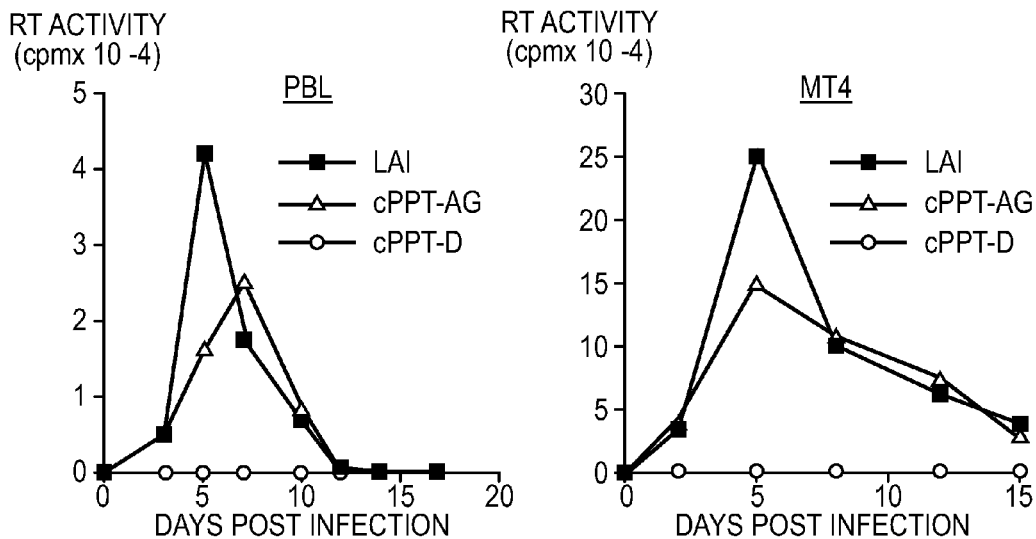 RT ACTIVITY
(cpmx 10 -4)
PBL
5
4
3
2
1
0
LAI
cPPT-AG
cPPT-D
0
5
10
15
20
DAYS POST INFECTION
RT ACTIVITY
(cpmx 10 -4)
MT4
30
25
20
15
10
5
0
LAI
cPPT-AG
cPPT-D
0
5
10
15
DAYS POST INFECTION